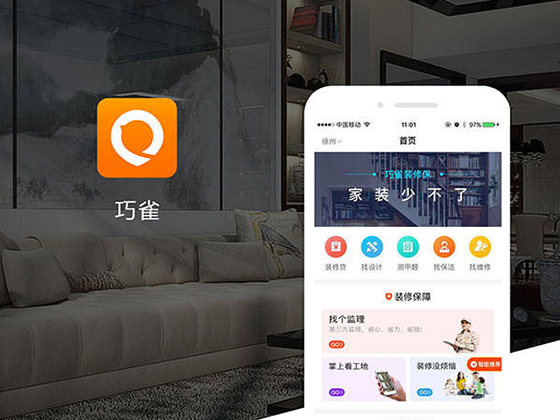 巧雀
中国移动 11:01 97%
徐州 首页
巧雀装修保
家装少不了
装修贷 找设计 测甲醛 找保洁 找维修
装修保障
找个监理
第三方监理，省心、省力、省钱！
GO
掌上看工地 装修没烦恼 智能推荐
GO GO